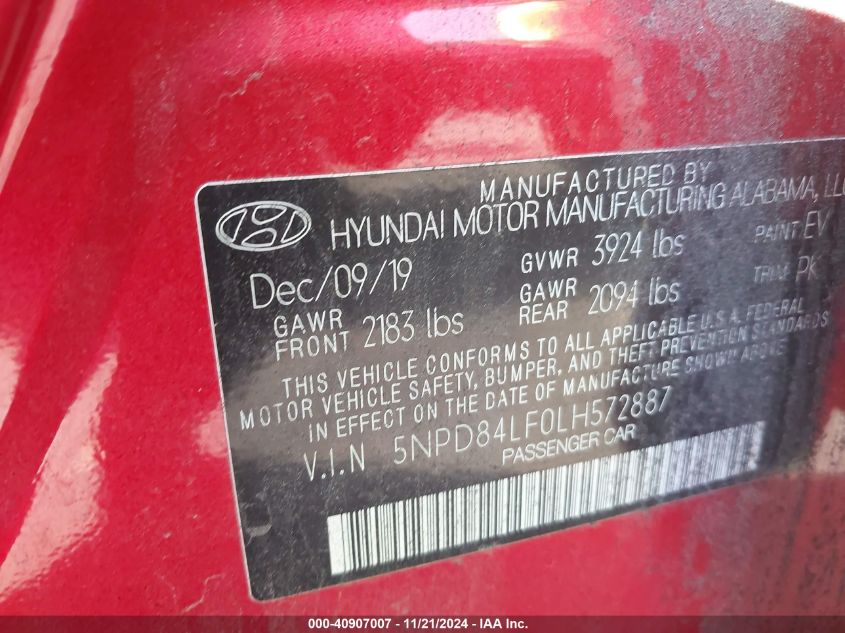 MANUFACTURED BY
HYUNDAI MOTOR MANUFACTURING ALABAMA, LLC
Dec/09/19 GVWR 3924 lbs PAINT EV
GAWR FRONT 2183 lbs GAWR REAR 2094 lbs TRIM PK
THIS VEHICLE CONFORMS TO ALL APPLICABLE U.S.A. FEDERAL
MOTOR VEHICLE SAFETY, BUMPER, AND THEFT PREVENTION STANDARDS
IN EFFECT ON THE DATE OF MANUFACTURE SHOWN ABOVE
V.I.N 5NPD84LF0LH572887
PASSENGER CAR
000-40907007 - 11/21/2024 - IAA Inc.